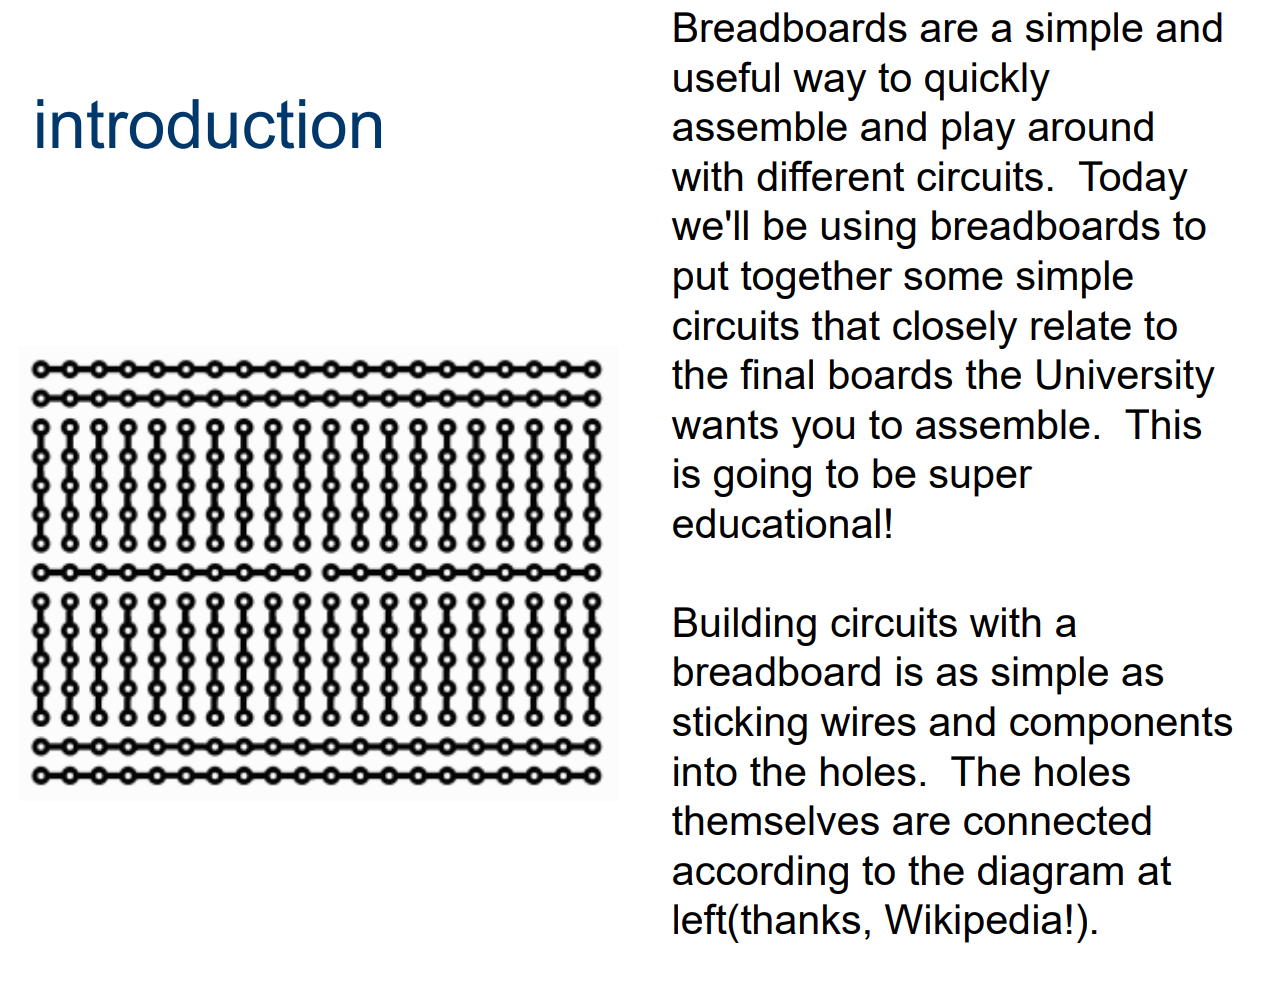 introduction
Breadboards are a simple and
useful way to quickly
assemble and play around
with different circuits.  Today
we'll be using breadboards to
put together some simple
circuits that closely relate to
the final boards the University
wants you to assemble.  This
is going to be super
educational!
Building circuits with a
breadboard is as simple as
sticking wires and components
into the holes.  The holes
themselves are connected
according to the diagram at
left(thanks, Wikipedia!).